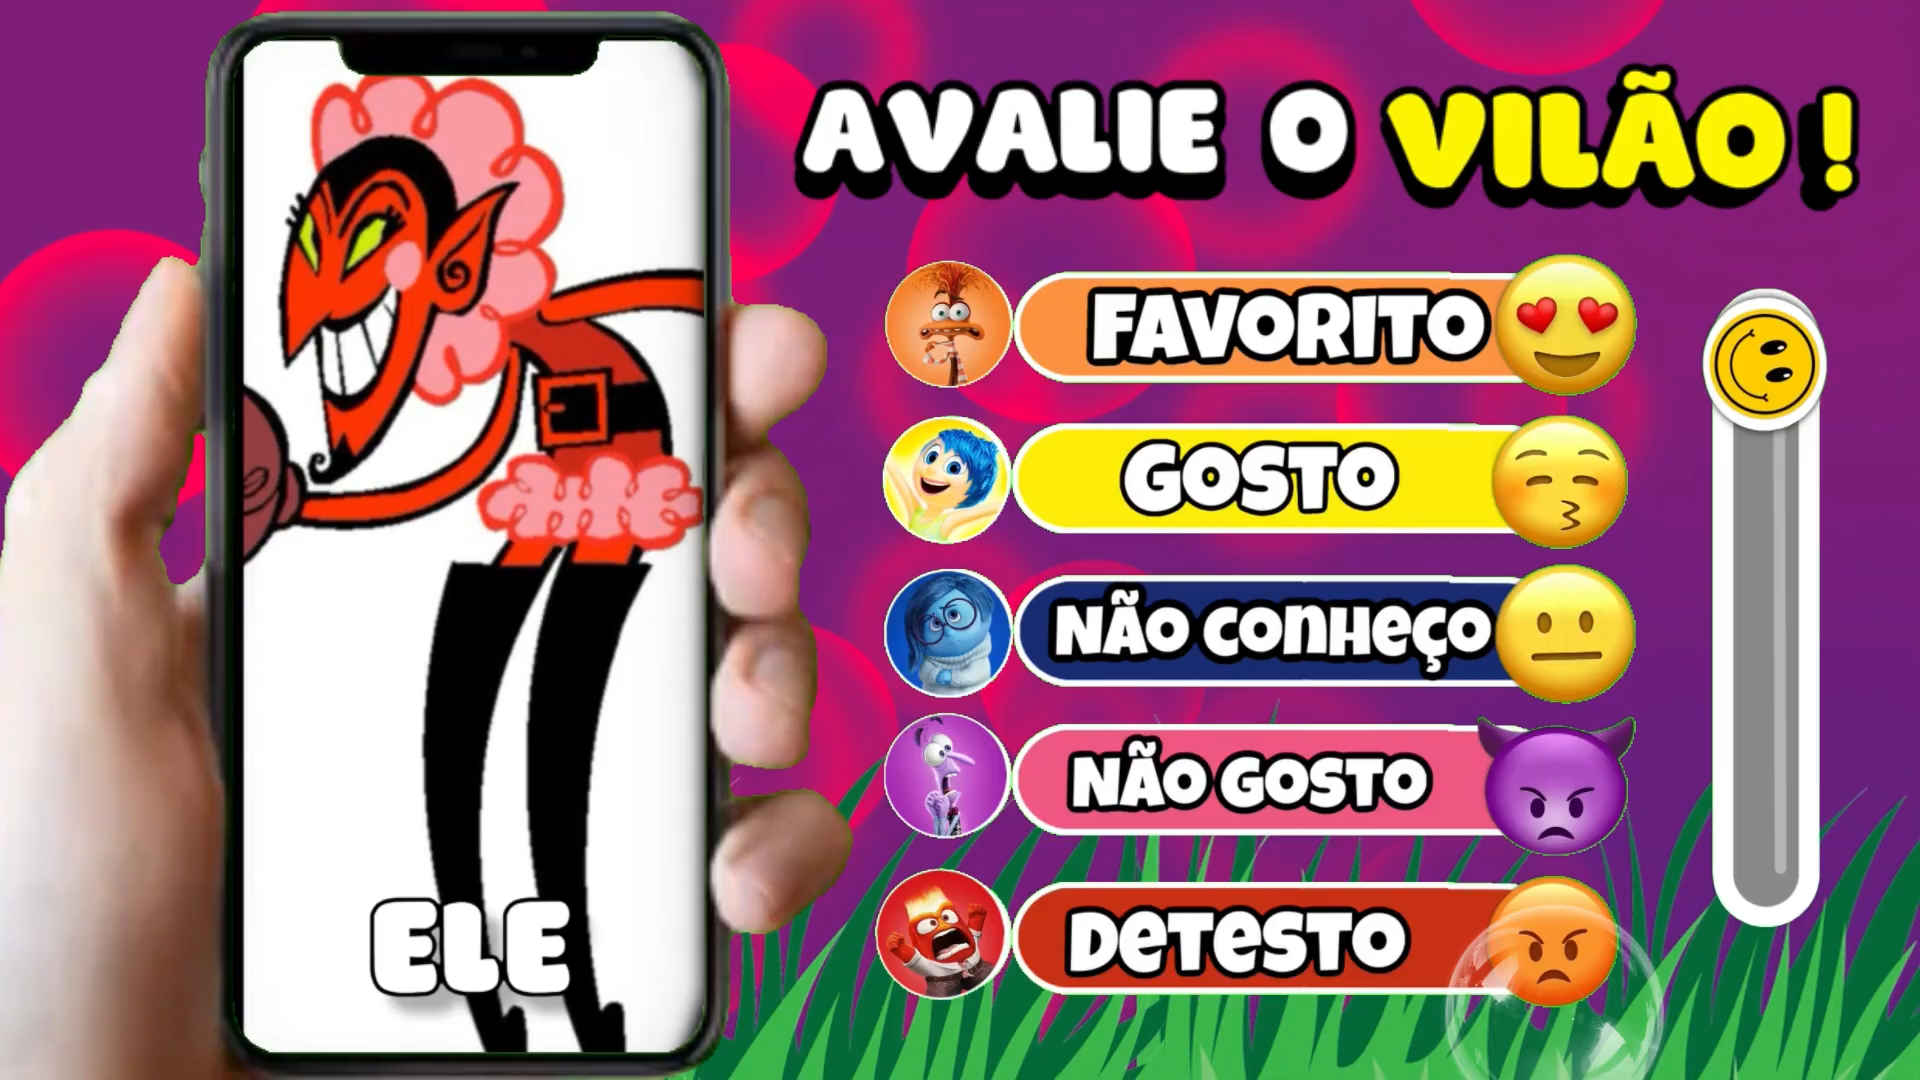 AVALIE O VILÃO!
FAVORITO
GOSTO
NÃO CONHEÇO
NÃO GOSTO
DETESTO
ELE